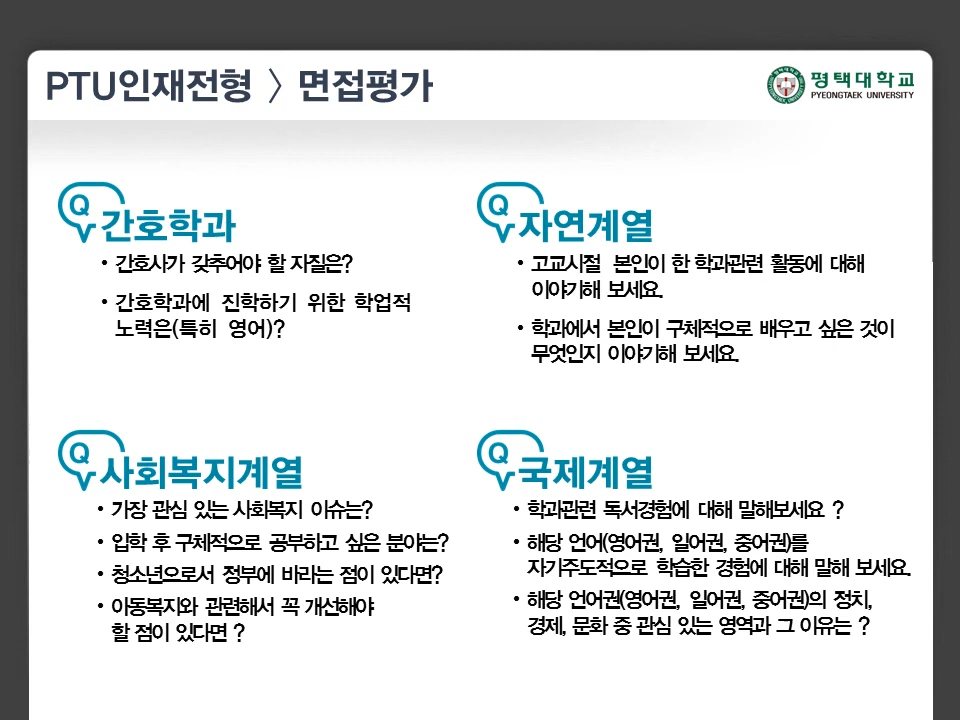 PTU인재전형 〉 면접평가
평택대학교
PYEONGTAEK UNIVERSITY
Q 간호학과
• 간호사가 갖추어야 할 자질은?
• 간호학과에 진학하기 위한 학업적
노력은(특히 영어)?
Q 자연계열
• 고교시절 본인이 한 학과관련 활동에 대해
이야기해 보세요.
• 학과에서 본인이 구체적으로 배우고 싶은 것이
무엇인지 이야기해 보세요.
Q 사회복지계열
• 가장 관심 있는 사회복지 이슈는?
• 입학 후 구체적으로 공부하고 싶은 분야는?
• 청소년으로서 정부에 바라는 점이 있다면?
• 아동복지와 관련해서 꼭 개선해야
할 점이 있다면 ?
Q 국제계열
• 학과관련 독서경험에 대해 말해보세요 ?
• 해당 언어(영어권, 일어권, 중어권)를
자기주도적으로 학습한 경험에 대해 말해 보세요.
• 해당 언어권(영어권, 일어권, 중어권)의 정치,
경제, 문화 중 관심 있는 영역과 그 이유는 ?